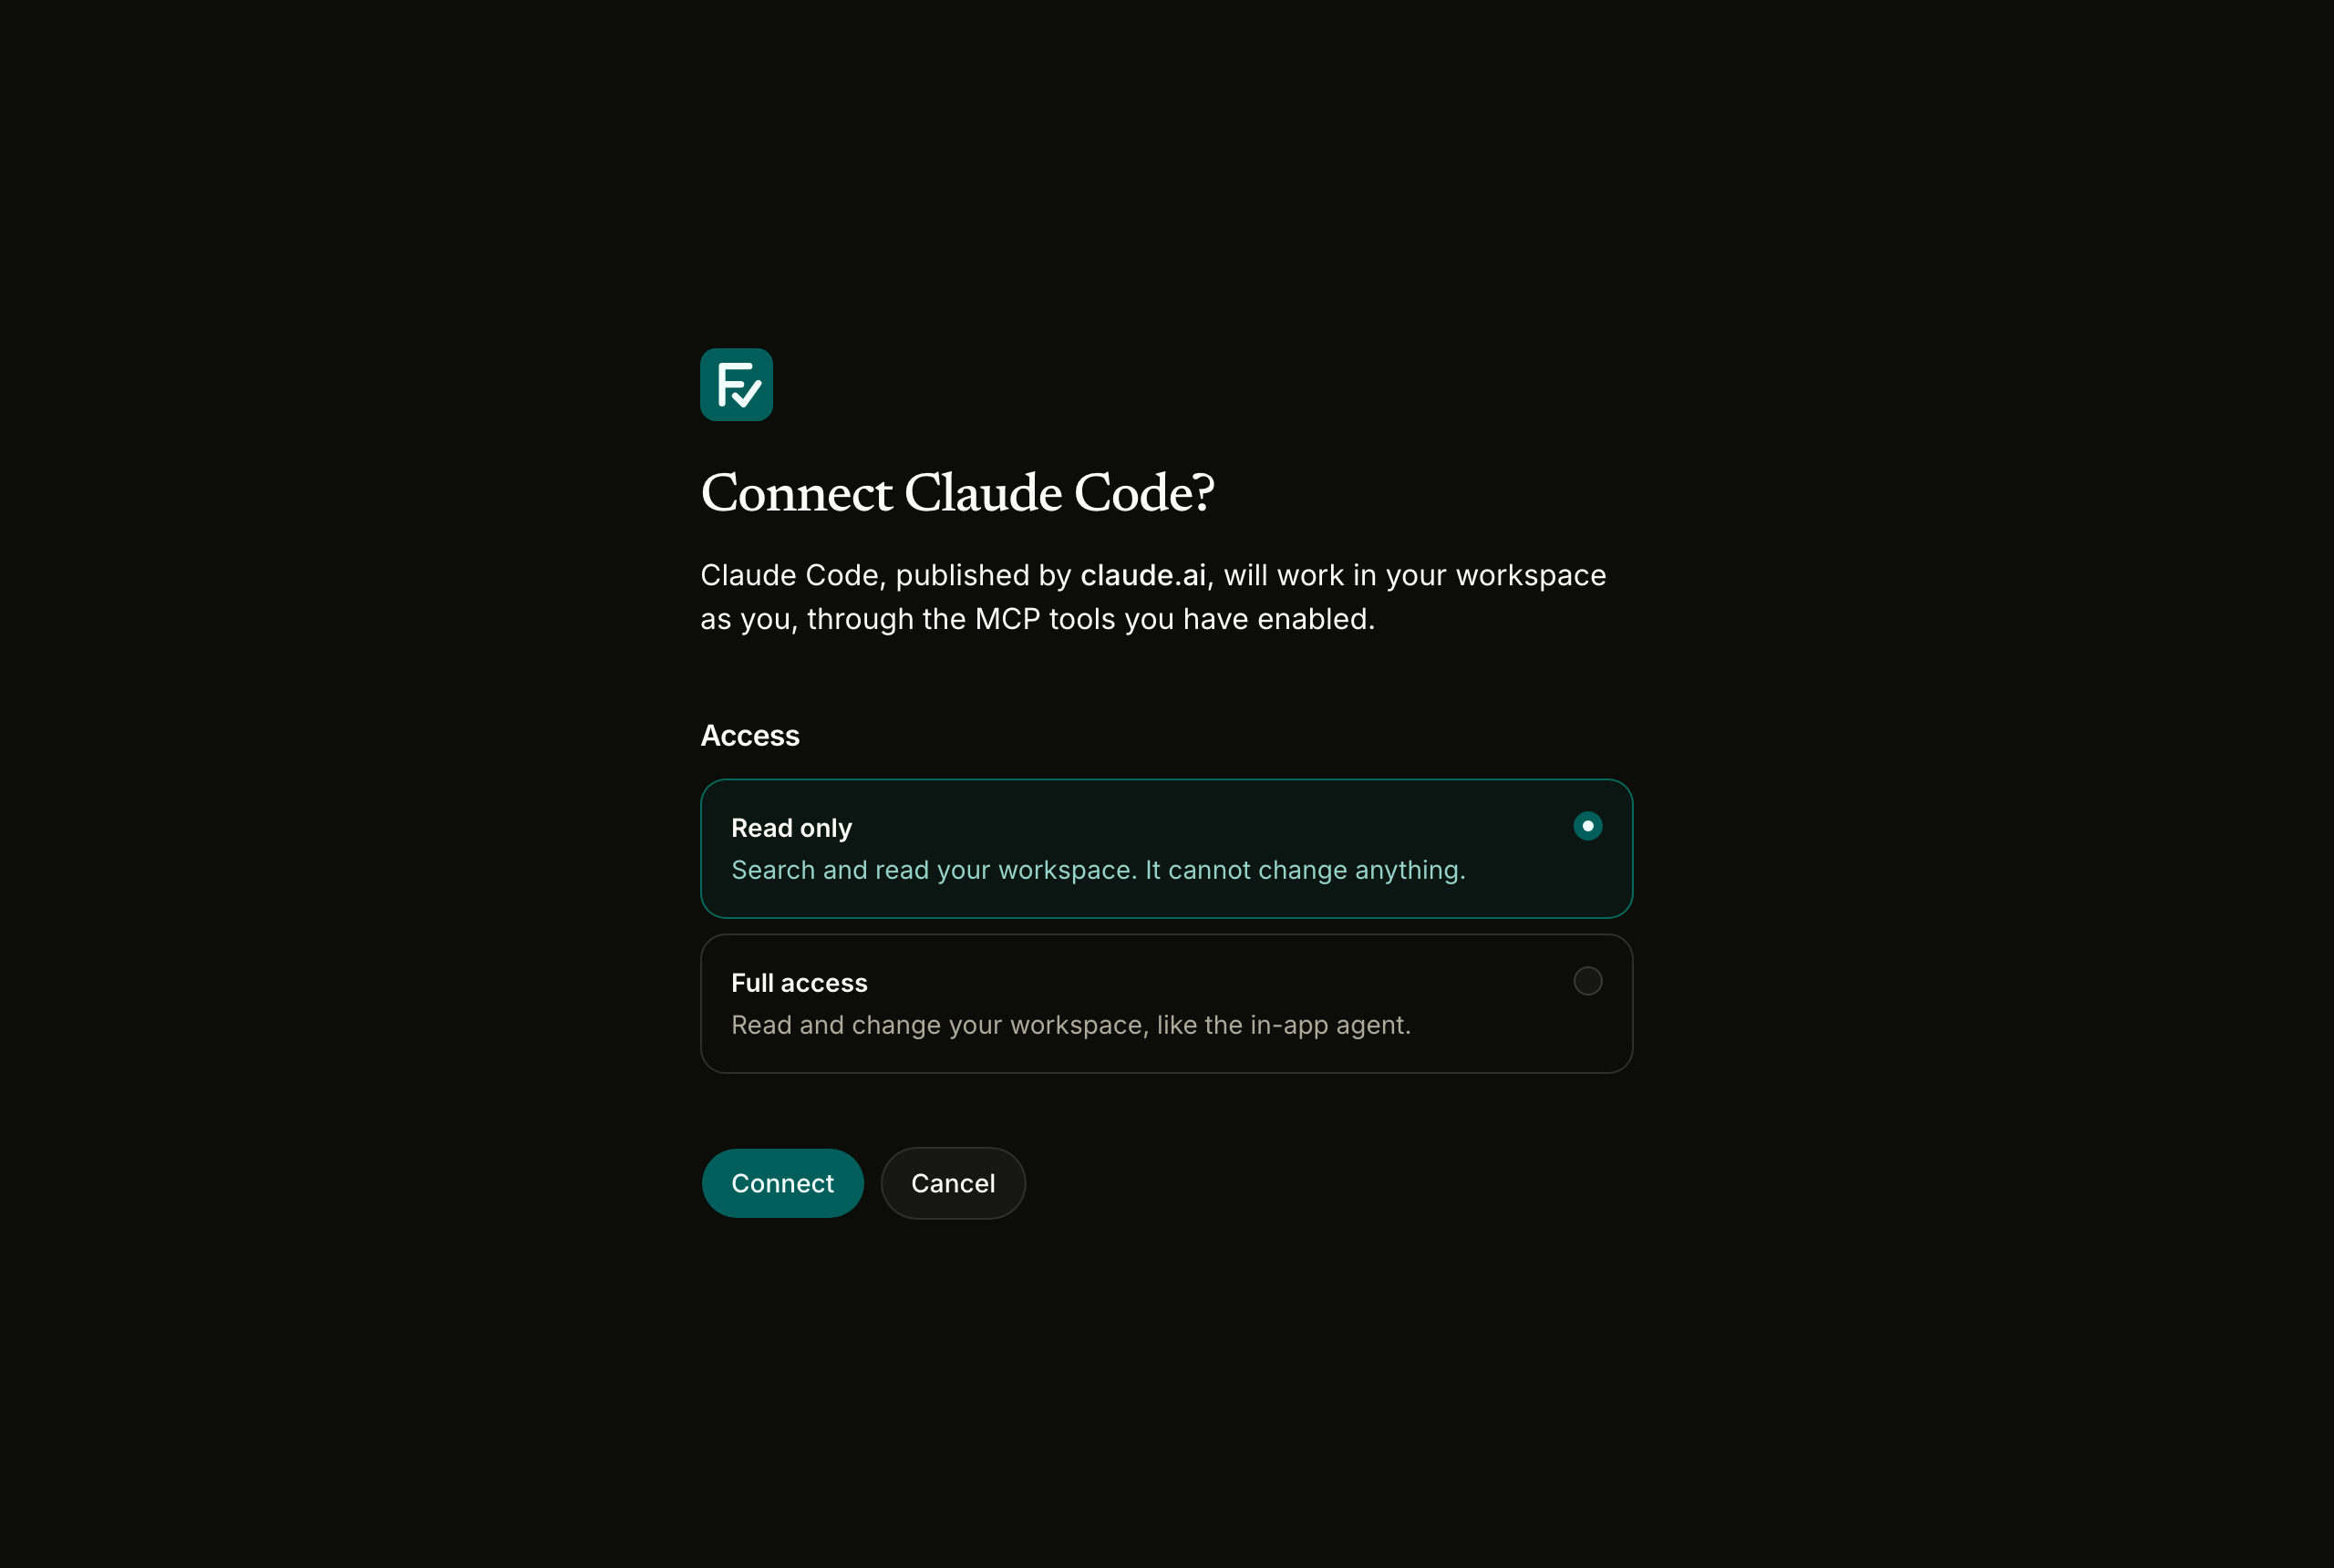 Connect Claude Code?
Claude Code, published by claude.ai, will work in your workspace
as you, through the MCP tools you have enabled.
Access
Read only
Search and read your workspace. It cannot change anything.
Full access
Read and change your workspace, like the in-app agent.
Connect
Cancel